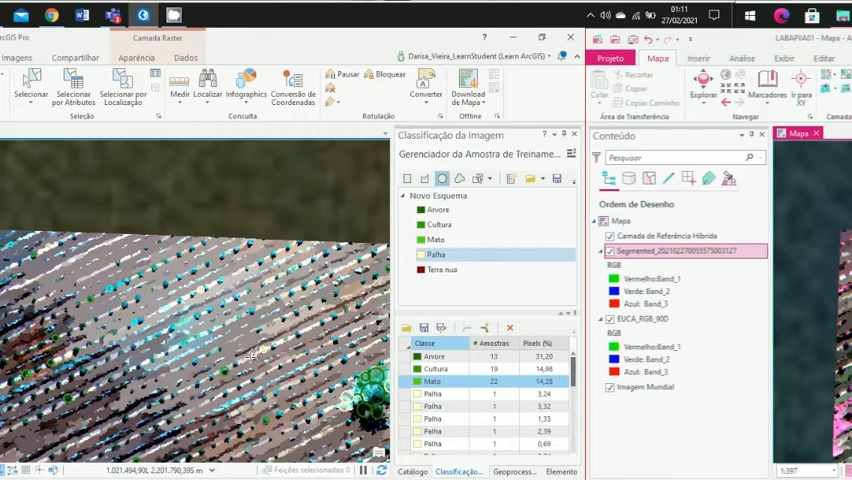 01:11
27/02/2021
ArcGIS
Camada Raster
LABAPIIA01 - Mapa -
Imagens
Compartilhar
Aparência
Dados
Darisa_Vieira_LearnStudent (Learn ArcGIS)
Projeto
Mapa
Inserir
Análise
Exibir
Editar
Selecionar
Selecionar por Atributos
Selecionar por Localização
Medir
Localizar
Infographics
Conversão de Coordenadas
Pausar
Bloquear
Converter
Download de Mapa
Seleção
Consulta
Rotulação
Offline
Colar
Recortar
Copiar
Copiar Caminho
Explorar
Marcadores
Ir para XY
Área de Transferência
Navegar
Camada
Classificação da Imagem
Gerenciador da Amostra de Treiname...
Novo Esquema
Arvore
Cultura
Mato
Palha
Terra nua
Classe # Amostras Pixels (%)
Arvore 13 31,20
Cultura 19 14,98
Mato 22 14,28
Palha 1 3,24
Palha 1 3,32
Palha 1 1,33
Palha 1 2,39
Palha 1 0,69
Catálogo
Classificação...
Geoprocess...
Elemento
1.021.494,90L 2.201.790,39S m
Feições selecionadas: 0
Conteúdo
Pesquisar
Ordem de Desenho
Mapa
Camada de Referência Híbrida
Segmented_202102270055575003127
RGB
Vermelho:Band_1
Verde: Band_2
Azul: Band_3
EUCA_RGB_90D
RGB
Vermelho:Band_1
Verde: Band_2
Azul: Band_3
Imagem Mundial
Mapa
1:397